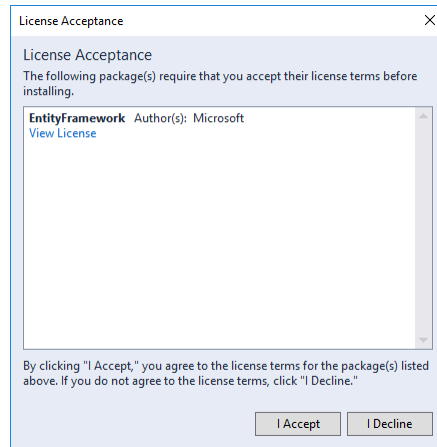 License Acceptance
License Acceptance
The following package(s) require that you accept their license terms before
installing.
EntityFramework Author(s): Microsoft
View License
By clicking "I Accept," you agree to the license terms for the package(s) listed
above. If you do not agree to the license terms, click "I Decline."
I Accept I Decline